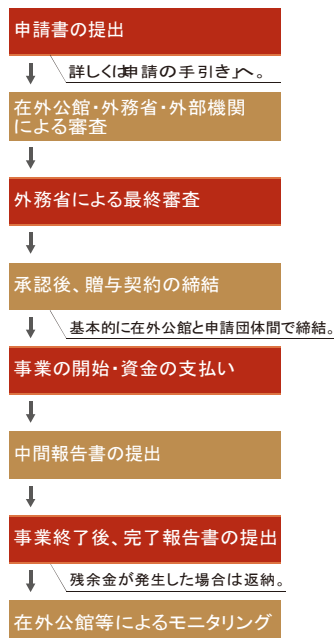 申請書の提出
詳しくは「申請の手引き」へ。
在外公館・外務省・外部機関
による審査
外務省による最終審査
承認後、贈与契約の締結
基本的に在外公館と申請団体間で締結。
事業の開始・資金の支払い
中間報告書の提出
事業終了後、完了報告書の提出
残余金が発生した場合は返納。
在外公館等によるモニタリング